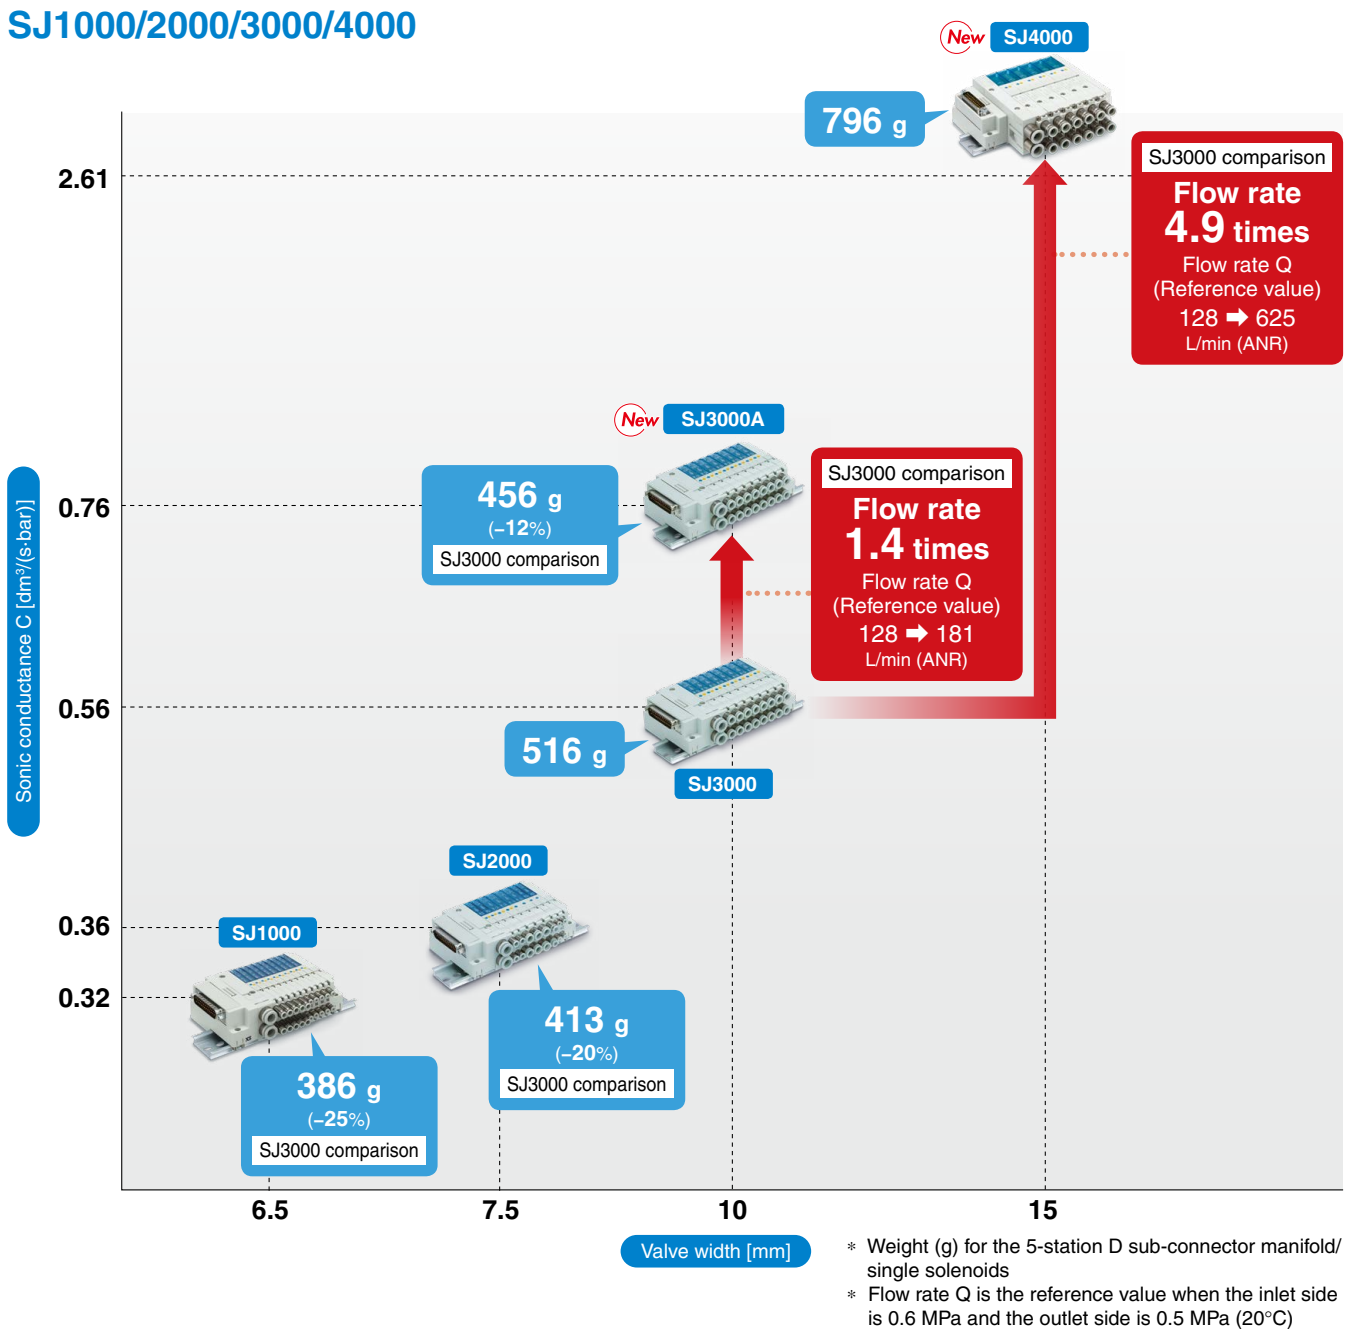 SJ1000/2000/3000/4000
New SJ4000
796 g
2.61
SJ3000 comparison
Flow rate
4.9 times
Flow rate Q
(Reference value)
128 ➡ 625
L/min (ANR)
New SJ3000A
456 g
(−12%)
SJ3000 comparison
0.76
SJ3000 comparison
Flow rate
1.4 times
Flow rate Q
(Reference value)
128 ➡ 181
L/min (ANR)
Sonic conductance C [dm³/(s·bar)]
0.56
516 g
SJ3000
SJ2000
0.36
SJ1000
0.32
413 g
(−20%)
SJ3000 comparison
386 g
(−25%)
SJ3000 comparison
6.5 7.5 10 15
Valve width [mm]
* Weight (g) for the 5-station D sub-connector manifold/
single solenoids
* Flow rate Q is the reference value when the inlet side
is 0.6 MPa and the outlet side is 0.5 MPa (20°C)